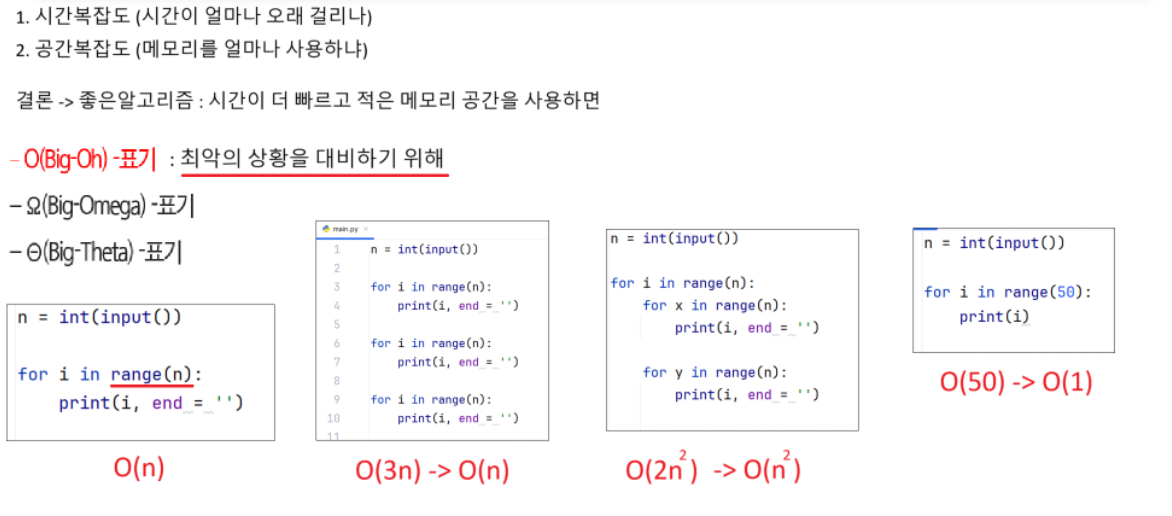 1. 시간복잡도 (시간이 얼마나 오래 걸리나)
2. 공간복잡도 (메모리를 얼마나 사용하냐)
결론 -> 좋은알고리즘 : 시간이 더 빠르고 적은 메모리 공간을 사용하면
– O(Big-Oh) -표기 : 최악의 상황을 대비하기 위해
– Ω(Big-Omega) -표기
– Θ(Big-Theta) -표기
n = int(input())
for i in range(n):
print(i, end = '')
O(n)
main.py ×
1 n = int(input())
2
3 for i in range(n):
4 print(i, end = '')
5
6 for i in range(n):
7 print(i, end = '')
8
9 for i in range(n):
10 print(i, end = '')
11
O(3n) -> O(n)
n = int(input())
for i in range(n):
for x in range(n):
print(i, end = '')
for y in range(n):
print(i, end = '')
O(2n²) -> O(n²)
n = int(input())
for i in range(50):
print(i)
O(50) -> O(1)